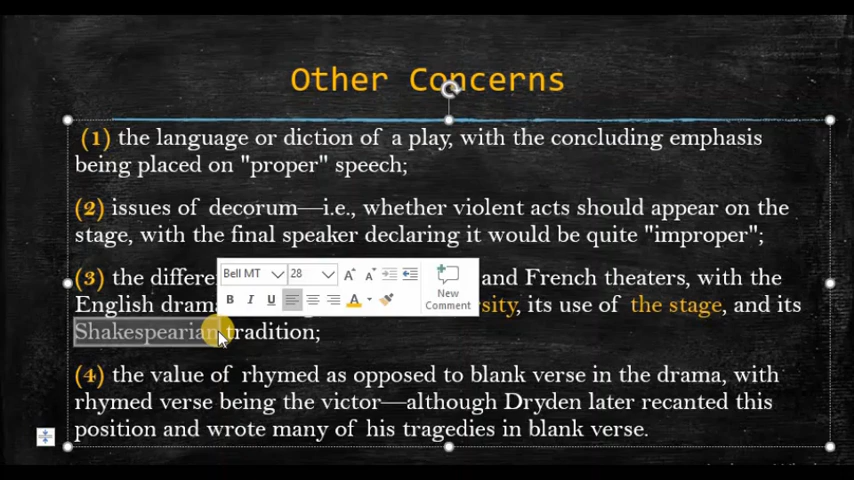 Other Concerns
(1) the language or diction of a play, with the concluding emphasis
being placed on "proper" speech;
(2) issues of decorum—i.e., whether violent acts should appear on the
stage, with the final speaker declaring it would be quite "improper";
(3) the differe and French theaters, with the
English drama sity, its use of the stage, and its
Shakespearian tradition;
Bell MT 28
B I U A
New
Comment
(4) the value of rhymed as opposed to blank verse in the drama, with
rhymed verse being the victor—although Dryden later recanted this
position and wrote many of his tragedies in blank verse.